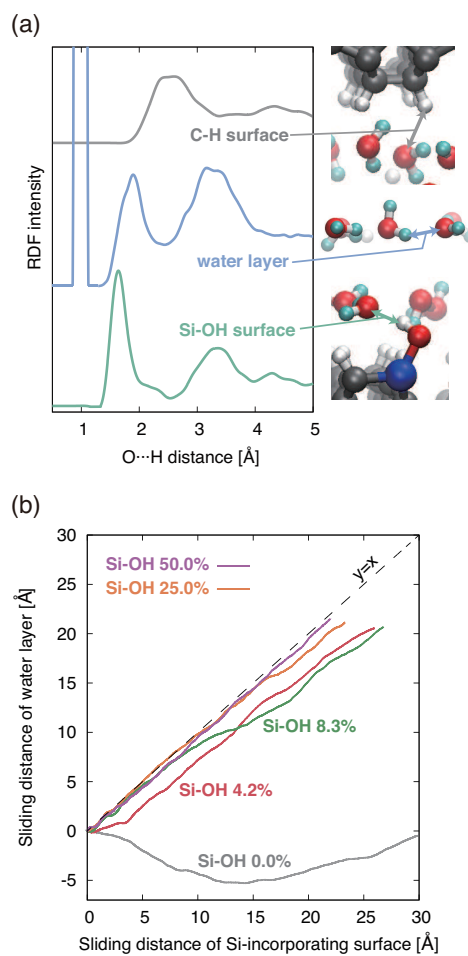 (a)
RDF intensity
C-H surface
water layer
Si-OH surface
1 2 3 4 5
O···H distance [Å]
(b)
Sliding distance of water layer [Å]
30
25
20
15
10
5
0
-5
Si-OH 50.0%
Si-OH 25.0%
y=x
Si-OH 8.3%
Si-OH 4.2%
Si-OH 0.0%
0 5 10 15 20 25 30
Sliding distance of Si-incorporating surface [Å]